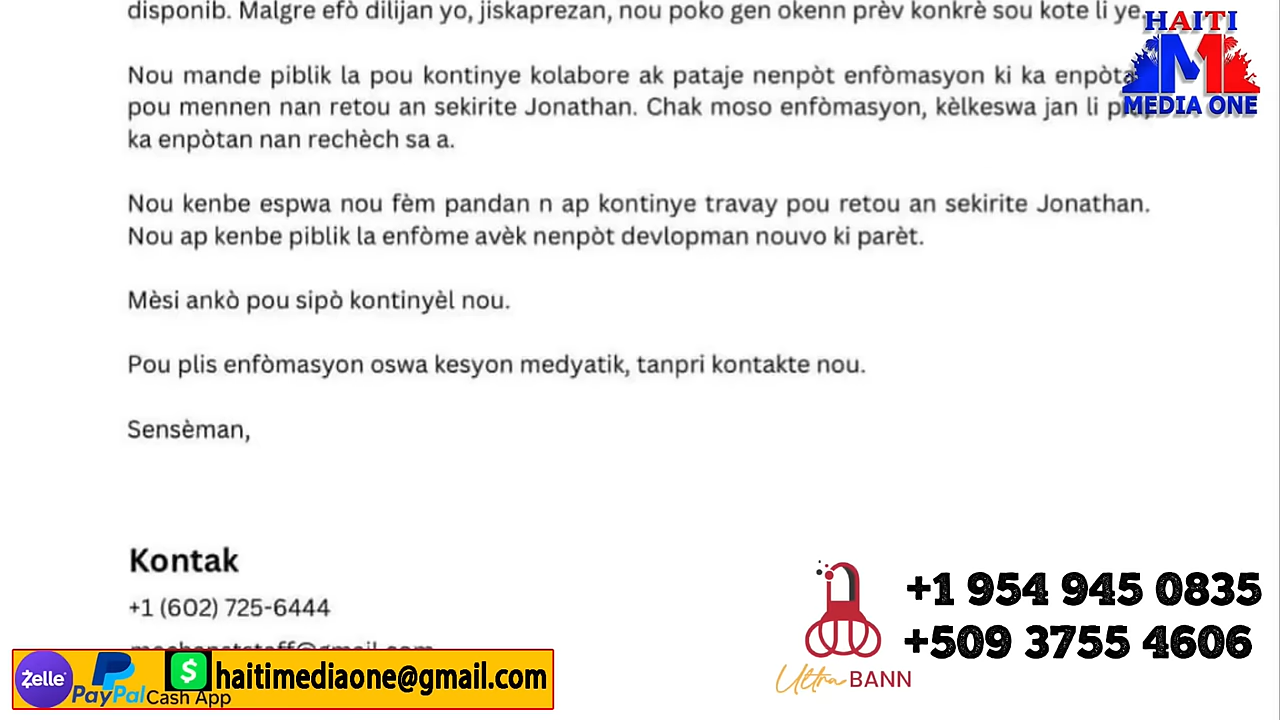 disponib. Malgre efò dilijan yo, jiskaprezan, nou poko gen okenn prèv konkrè sou kote li ye.
Nou mande piblik la pou kontinye kolabore ak pataje nenpòt enfòmasyon ki ka
pou mennen nan retou an sekirite Jonathan. Chak moso enfòmasyon, kèlkeswa jan li
ka enpòtan nan rechèch sa a.
Nou kenbe espwa nou fèm pandan n ap kontinye travay pou retou an sekirite Jonathan.
Nou ap kenbe piblik la enfòme avèk nenpòt devlopman nouvo ki parèt.
Mèsi ankò pou sipò kontinyèl nou.
Pou plis enfòmasyon oswa kesyon medyatik, tanpri kontakte nou.
Sensèman,
Kontak
+1 (602) 725-6444
HAITI
M
MEDIA ONE
Zelle
PayPal
$
Cash App
haitimediaone@gmail.com
Ultra BANN
+1 954 945 0835
+509 3755 4606